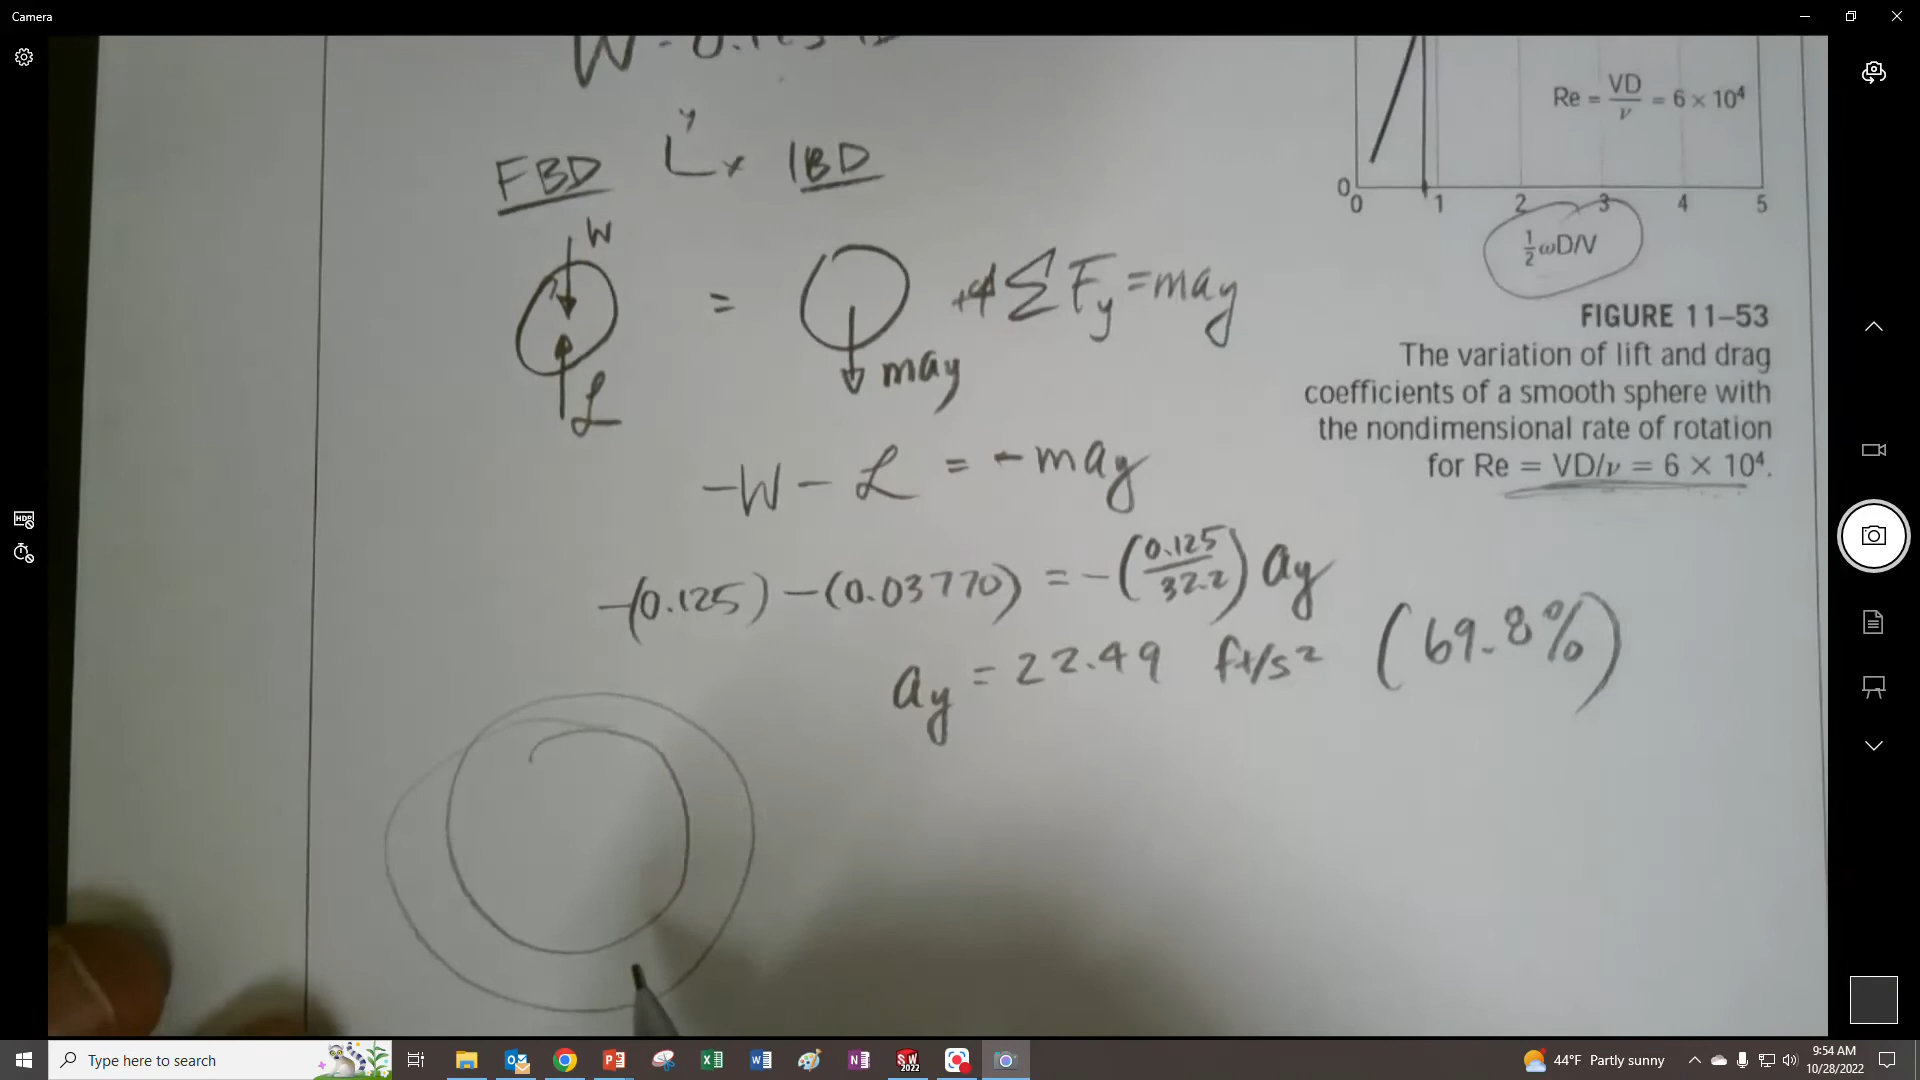 Camera
W - 0.125 lb
Re = VD/ν = 6 × 10⁴
y
x
FBD IBD
W
= +↑ΣFy = may
may
L
0
0 1 2 3 4 5
½ωD/V
FIGURE 11–53
The variation of lift and drag
coefficients of a smooth sphere with
the nondimensional rate of rotation
for Re = VD/ν = 6 × 10⁴.
-W - L = - may
-(0.125) - (0.03770) = -(0.125/32.2) ay
ay = 22.49 ft/s² (69.8%)
Type here to search
44°F Partly sunny
9:54 AM
10/28/2022